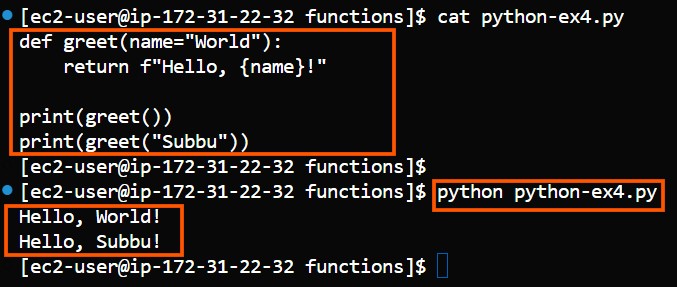 [ec2-user@ip-172-31-22-32 functions]$ cat python-ex4.py
def greet(name="World"):
    return f"Hello, {name}!"

print(greet())
print(greet("Subbu"))
[ec2-user@ip-172-31-22-32 functions]$
[ec2-user@ip-172-31-22-32 functions]$ python python-ex4.py
Hello, World!
Hello, Subbu!
[ec2-user@ip-172-31-22-32 functions]$